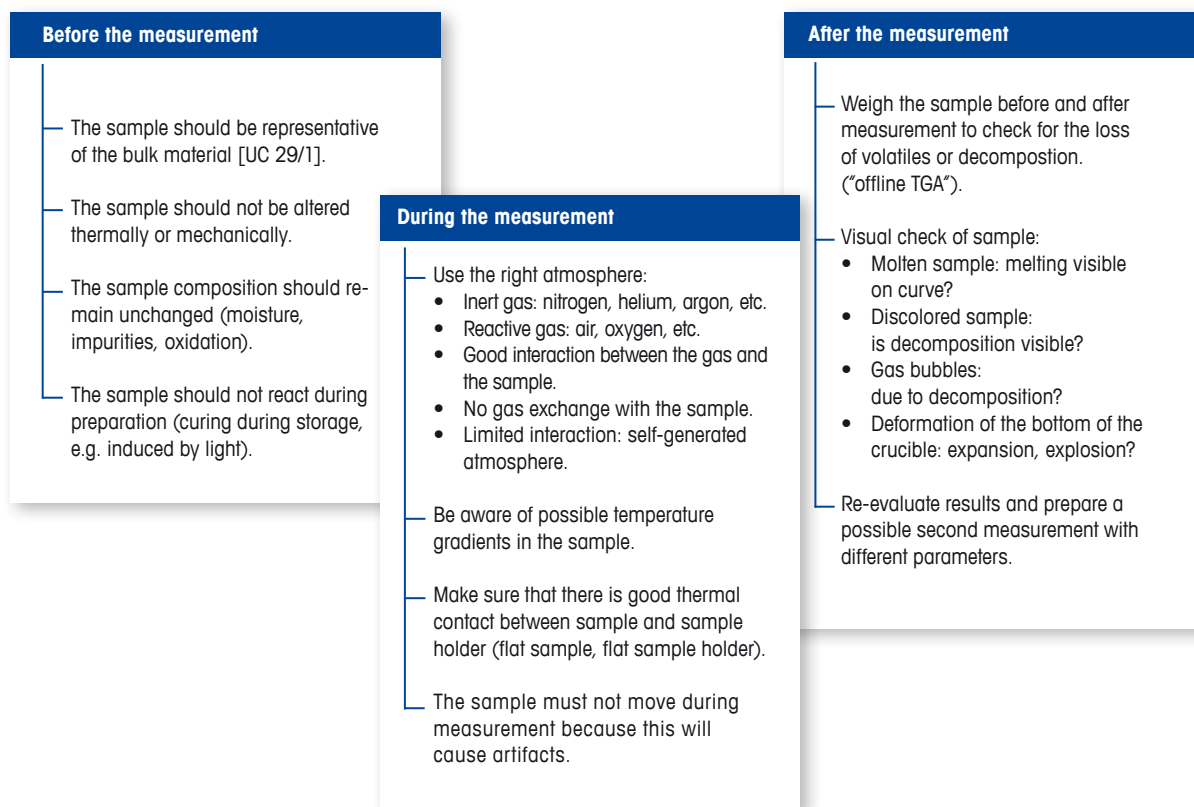 Before the measurement
The sample should be representative
of the bulk material [UC 29/1].
The sample should not be altered
thermally or mechanically.
The sample composition should re-
main unchanged (moisture,
impurities, oxidation).
The sample should not react during
preparation (curing during storage,
e.g. induced by light).
During the measurement
Use the right atmosphere:
• Inert gas: nitrogen, helium, argon, etc.
• Reactive gas: air, oxygen, etc.
• Good interaction between the gas and
the sample.
• No gas exchange with the sample.
• Limited interaction: self-generated
atmosphere.
Be aware of possible temperature
gradients in the sample.
Make sure that there is good thermal
contact between sample and sample
holder (flat sample, flat sample holder).
The sample must not move during
measurement because this will
cause artifacts.
After the measurement
Weigh the sample before and after
measurement to check for the loss
of volatiles or decompostion.
("offline TGA").
Visual check of sample:
• Molten sample: melting visible
on curve?
• Discolored sample:
is decomposition visible?
• Gas bubbles:
due to decomposition?
• Deformation of the bottom of the
crucible: expansion, explosion?
Re-evaluate results and prepare a
possible second measurement with
different parameters.